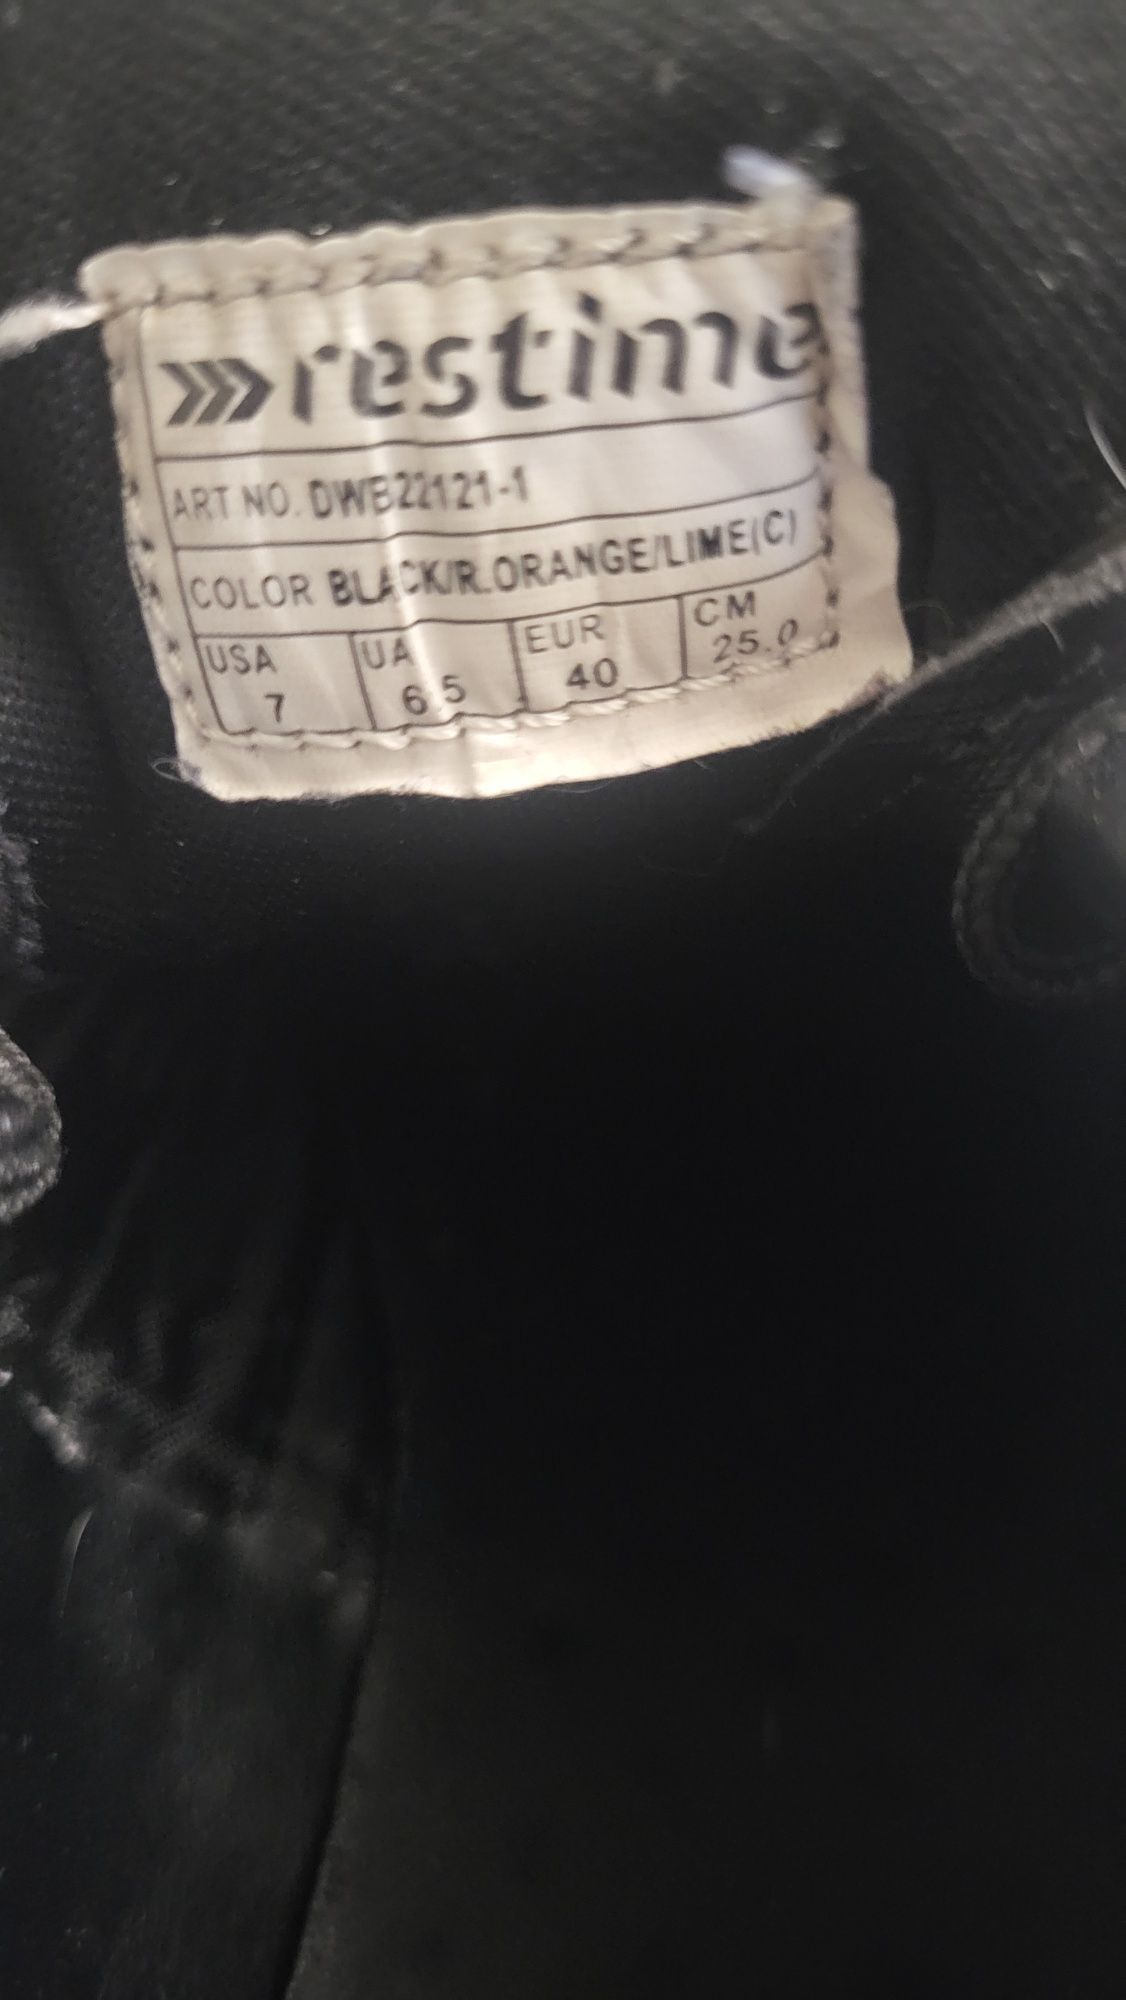 restime
ART NO. DWB22121-1
COLOR BLACK/R.ORANGE/LIME(C)
USA UA EUR CM
7 6.5 40 25.0